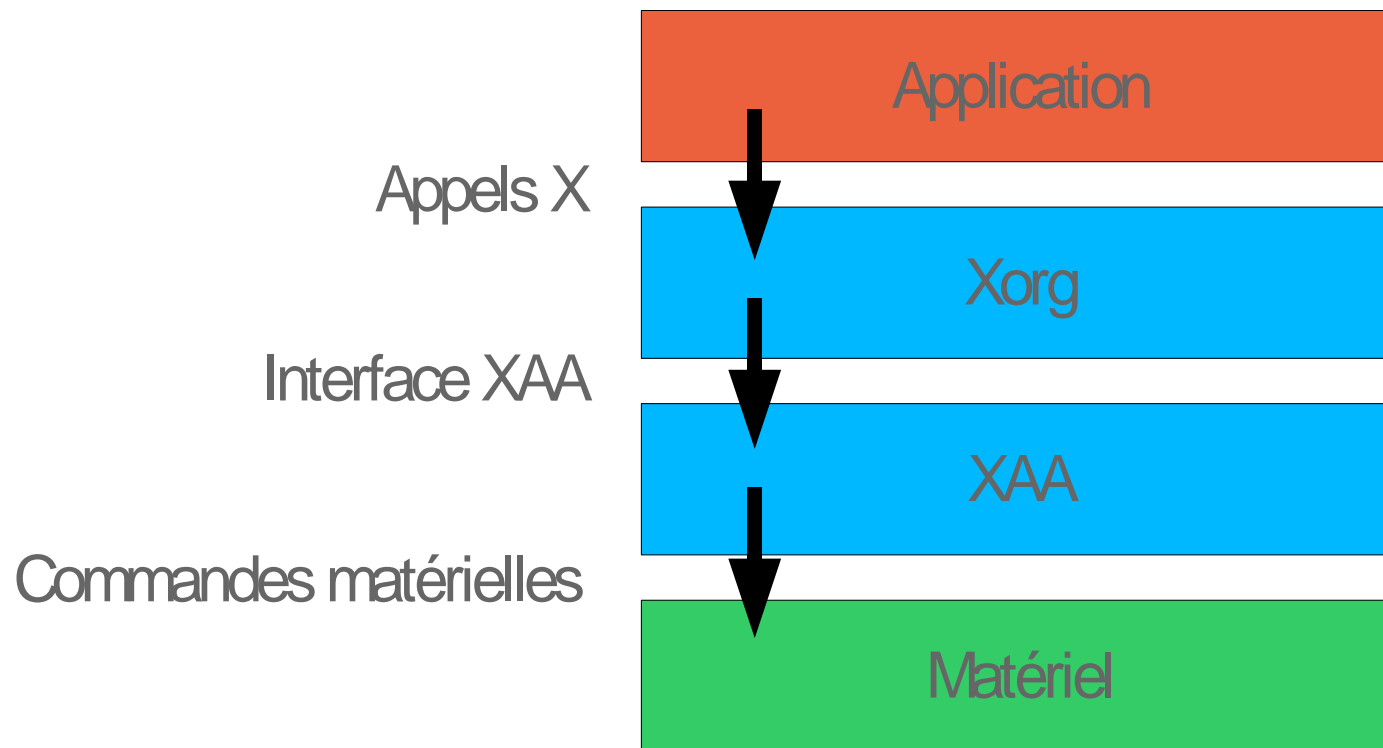 Application
Appels X
Xorg
Interface XAA
XAA
Commandes matérielles
Matériel